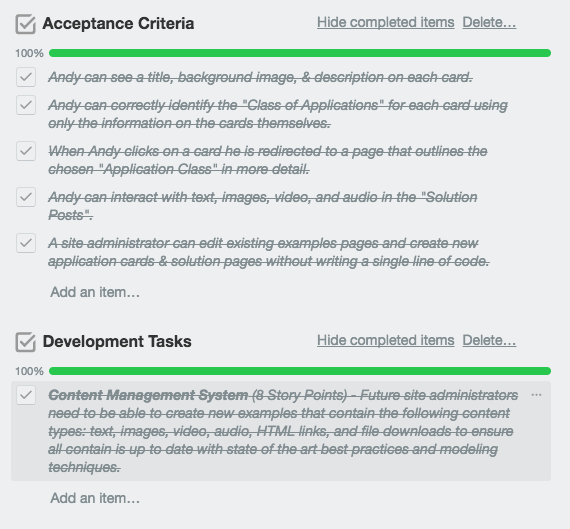 Acceptance Criteria Hide completed items Delete…
100%
Andy can see a title, background image, & description on each card.
Andy can correctly identify the "Class of Applications" for each card using
only the information on the cards themselves.
When Andy clicks on a card he is redirected to a page that outlines the
chosen "Application Class" in more detail.
Andy can interact with text, images, video, and audio in the "Solution
Posts".
A site administrator can edit existing examples pages and create new
application cards & solution pages without writing a single line of code.
Add an item…
Development Tasks Hide completed items Delete…
100%
Content Management System (8 Story Points) - Future site administrators
need to be able to create new examples that contain the following content
types: text, images, video, audio, HTML links, and file downloads to ensure
all contain is up to date with state of the art best practices and modeling
techniques.
Add an item…